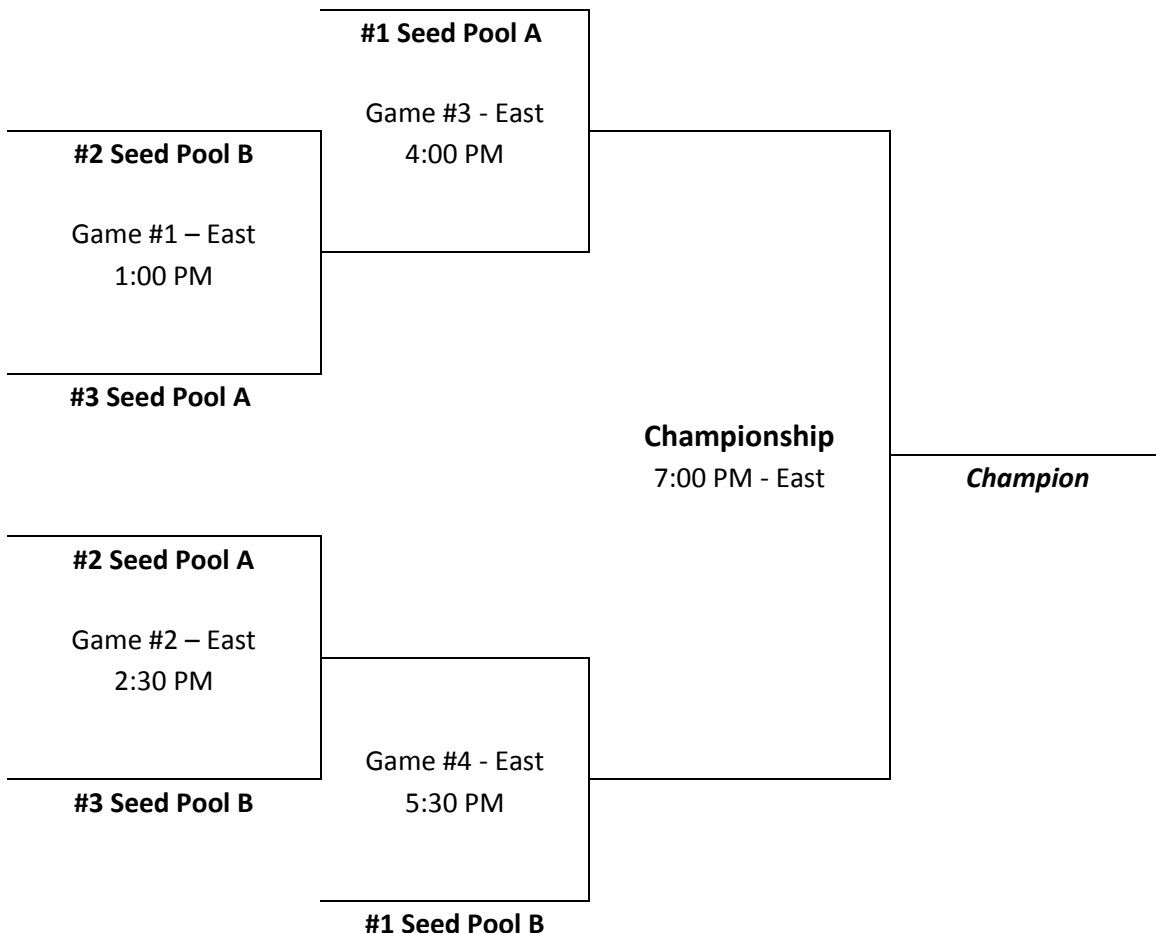 #1 Seed Pool A
Game #3 - East
4:00 PM
#2 Seed Pool B
Game #1 – East
1:00 PM
#3 Seed Pool A
Championship
7:00 PM - East
Champion
#2 Seed Pool A
Game #2 – East
2:30 PM
#3 Seed Pool B
Game #4 - East
5:30 PM
#1 Seed Pool B